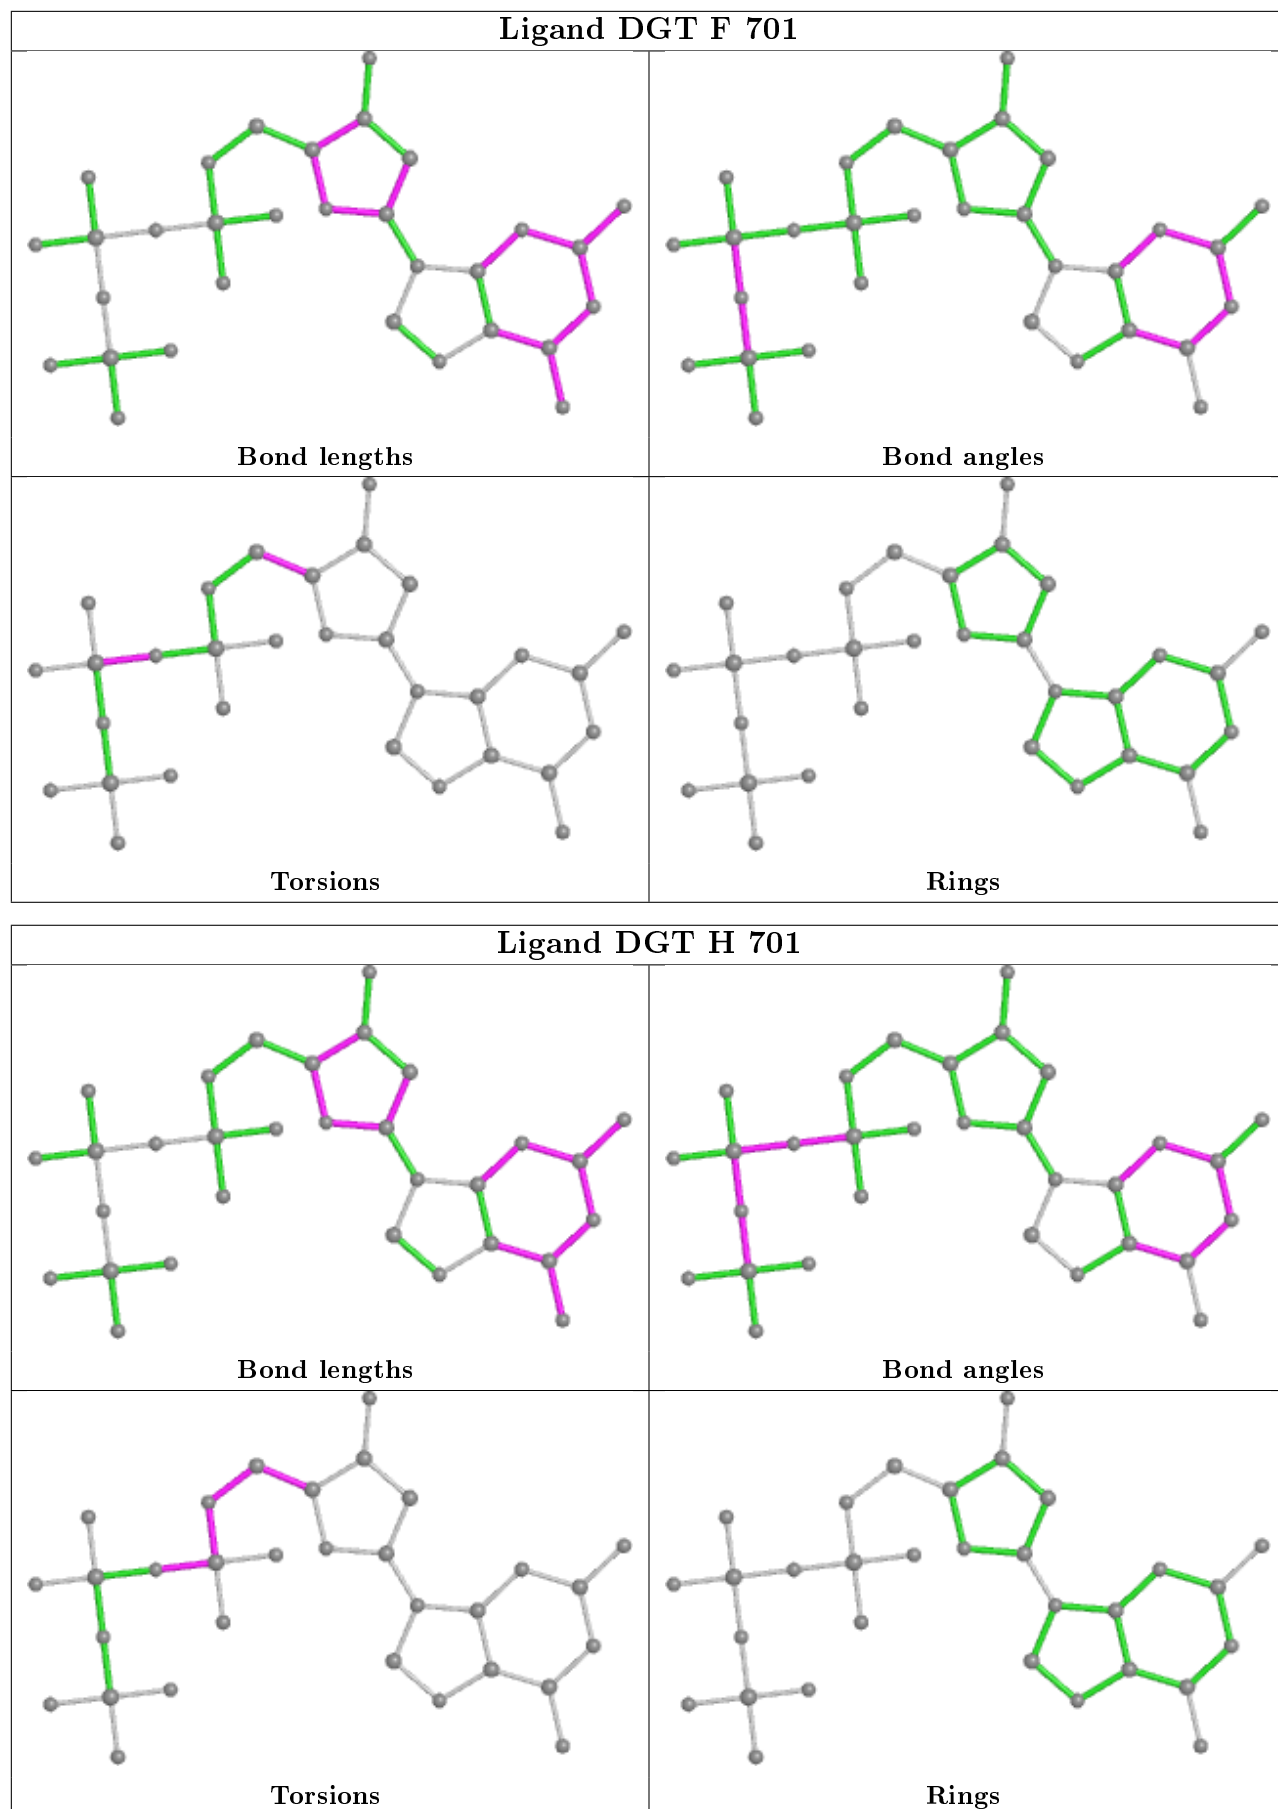 Ligand DGT F 701
Bond lengths
Bond angles
Torsions
Rings
Ligand DGT H 701
Bond lengths
Bond angles
Torsions
Rings